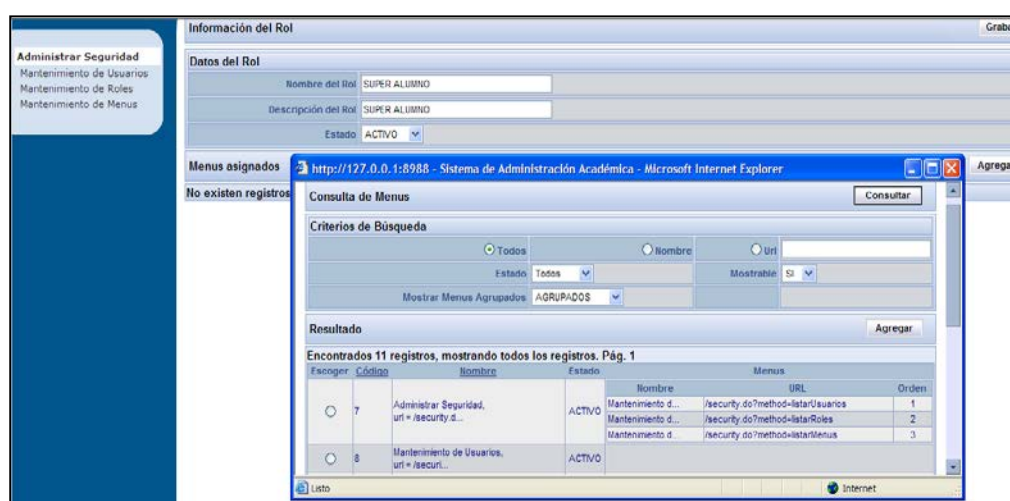 Información del Rol
Administrar Seguridad
Mantenimiento de Usuarios
Mantenimiento de Roles
Mantenimiento de Menus
Datos del Rol
Nombre del Rol SUPER ALUMNO
Descripción del Rol SUPER ALUMNO
Estado ACTIVO
Menus asignados
No existen registros
http://127.0.0.1:8988 - Sistema de Administración Académica - Microsoft Internet Explorer
Consulta de Menus Consultar
Criterios de Búsqueda
Todos Nombre Url
Estado Todos Mostrable SI
Mostrar Menus Agrupados AGRUPADOS
Resultado Agregar
Encontrados 11 registros, mostrando todos los registros. Pág. 1
Escoger Código Nombre Estado Menus
Nombre URL Orden
7 Administrar Seguridad,
url = /security.d... ACTIVO
Mantenimiento d... /security.do?method=listarUsuarios 1
Mantenimiento d... /security.do?method=listarRoles 2
Mantenimiento d... /security.do?method=listarMenus 3
8 Mantenimiento de Usuarios,
url = /securi... ACTIVO
Listo Internet